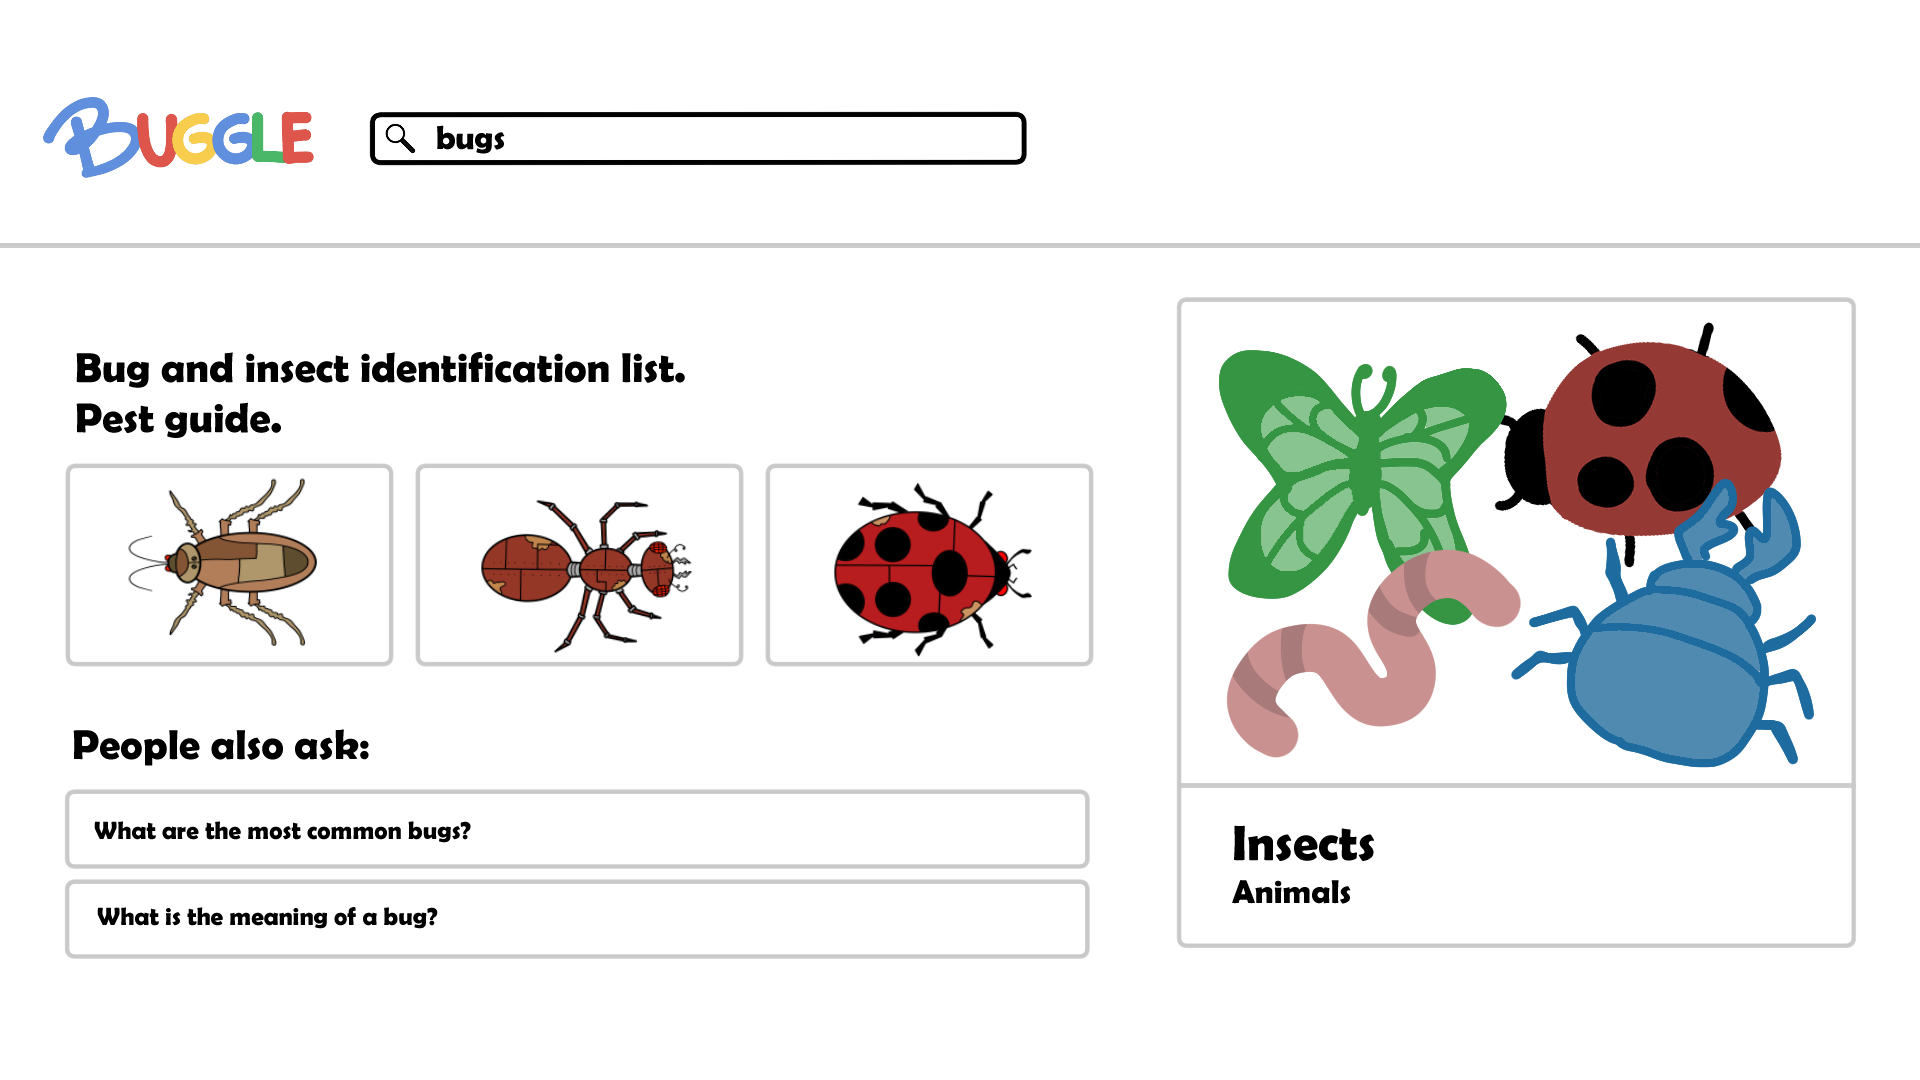 BUGGLE
bugs
Bug and insect identification list.
Pest guide.
People also ask:
What are the most common bugs?
What is the meaning of a bug?
Insects
Animals